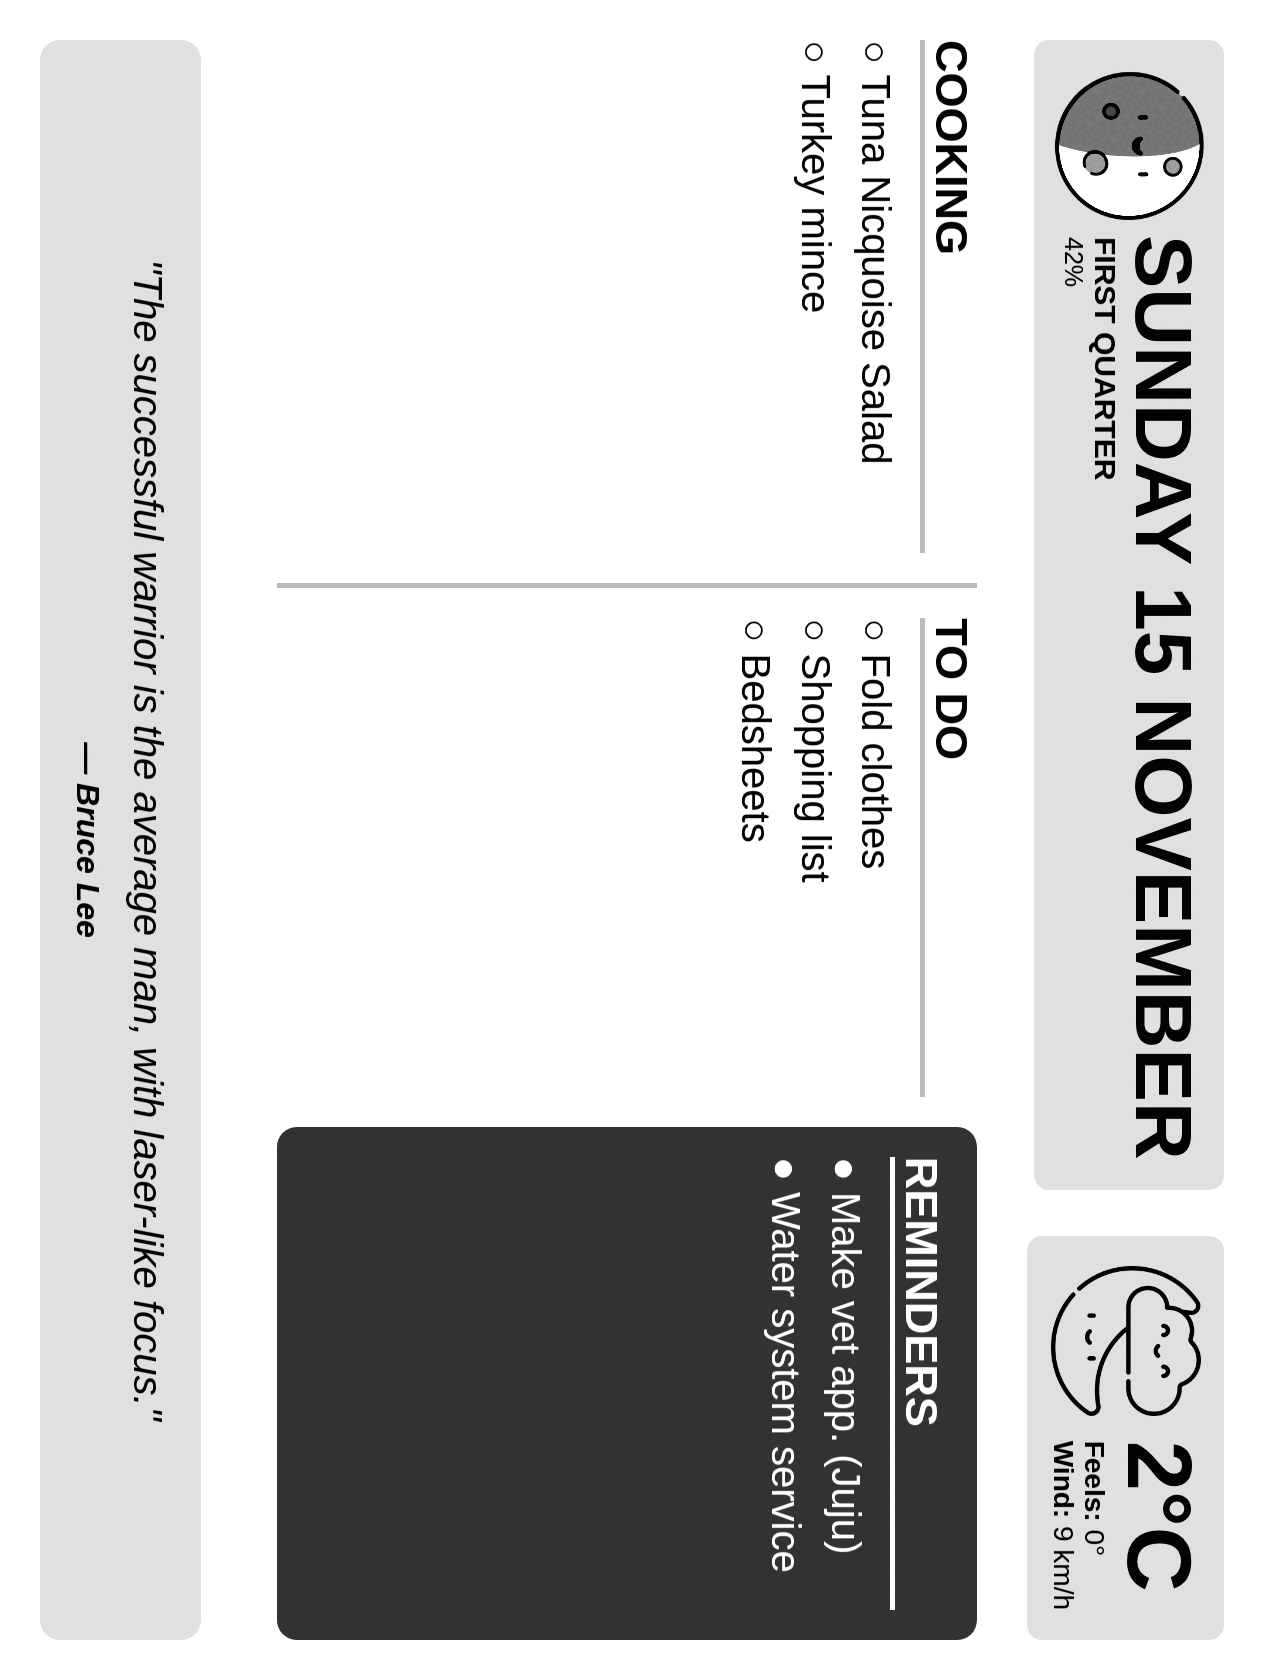 SUNDAY 15 NOVEMBER
FIRST QUARTER
42%
2°C
Feels: 0°
Wind: 9 km/h
COOKING
○ Tuna Nicquoise Salad
○ Turkey mince
TO DO
○ Fold clothes
○ Shopping list
○ Bedsheets
REMINDERS
● Make vet app. (Juju)
● Water system service
"The successful warrior is the average man, with laser-like focus."
— Bruce Lee